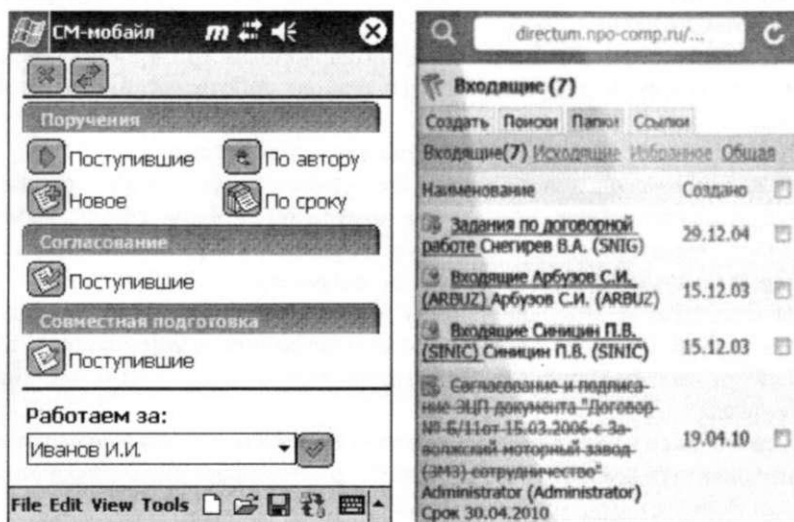 СМ-мобайл
Поручения
Поступившие По автору
Новое По сроку
Согласование
Поступившие
Совместная подготовка
Поступившие
Работаем за:
Иванов И.И.
File Edit View Tools
directum.npo-comp.ru/...
Входящие (7)
Создать Поиски Папки Ссылки
Входящие(7) Исходящие Избранное Общая
Наименование Создано
Задания по договорной
работе Снегирев В.А. (SNIG) 29.12.04
Входящие Арбузов С.И.
(ARBUZ) Арбузов С.И. (ARBUZ) 15.12.03
Входящие Синицин П.В.
(SINIC) Синицин П.В. (SINIC) 15.12.03
Согласование и подписа-
ние ЭЦП документа "Договор
№ Б/11от 15.03.2006 с За-
волжский моторный завод
(ЗМЗ) сотрудничество" 19.04.10
Administrator (Administrator)
Срок 30.04.2010